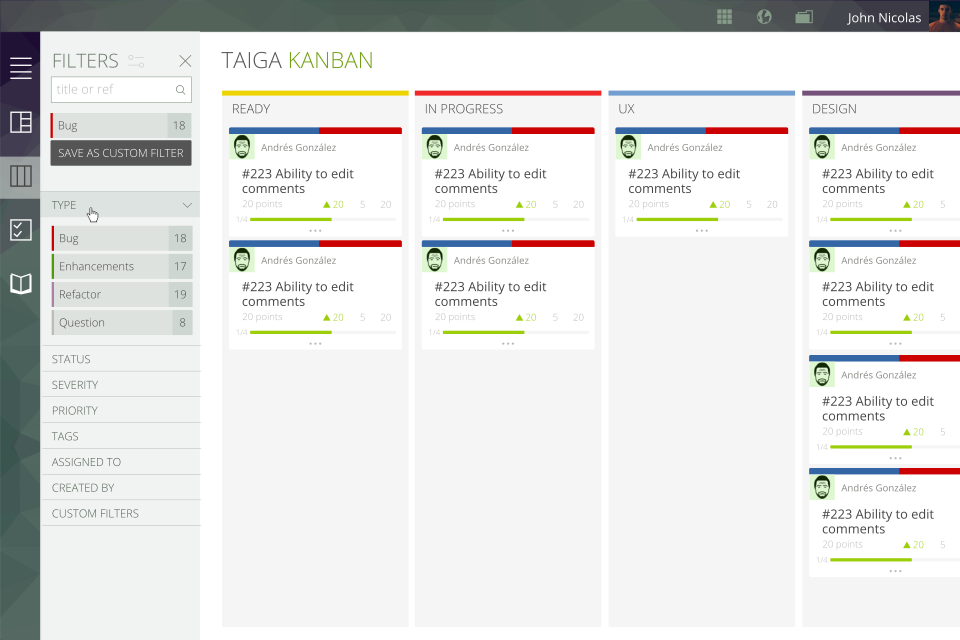 John Nicolas
FILTERS
title or ref
Bug 18
SAVE AS CUSTOM FILTER
TYPE
Bug 18
Enhancements 17
Refactor 19
Question 8
STATUS
SEVERITY
PRIORITY
TAGS
ASSIGNED TO
CREATED BY
CUSTOM FILTERS
TAIGA KANBAN
READY
Andrés González
#223 Ability to edit
comments
20 points 20 5 20
1/4
Andrés González
#223 Ability to edit
comments
20 points 20 5 20
1/4
IN PROGRESS
Andrés González
#223 Ability to edit
comments
20 points 20 5 20
1/4
Andrés González
#223 Ability to edit
comments
20 points 20 5 20
1/4
UX
Andrés González
#223 Ability to edit
comments
20 points 20 5 20
1/4
DESIGN
Andrés González
#223 Ability to edit
comments
20 points 20 5
1/4
Andrés González
#223 Ability to edit
comments
20 points 20 5
1/4
Andrés González
#223 Ability to edit
comments
20 points 20 5
1/4
Andrés González
#223 Ability to edit
comments
20 points 20 5
1/4